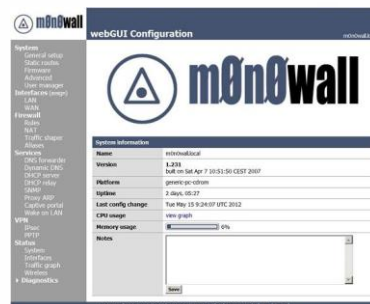 m0n0wall
webGUI Configuration
m0n0wall
System
General setup
Static routes
Firmware
Advanced
User manager
Interfaces (assign)
LAN
WAN
Firewall
Rules
NAT
Traffic shaper
Aliases
Services
DNS forwarder
Dynamic DNS
DHCP server
DHCP relay
SNMP
Proxy ARP
Captive portal
Wake on LAN
VPN
IPsec
PPTP
Status
System
Interfaces
Traffic graph
Wireless
Diagnostics
System information
Name m0n0wall.local
Version 1.231
built on Sat Apr 7 10:51:50 CEST 2007
Platform generic-pc-cdrom
Uptime 2 days, 05:27
Last config change Tue May 15 9:24:07 UTC 2012
CPU usage view graph
Memory usage 6%
Notes
Save